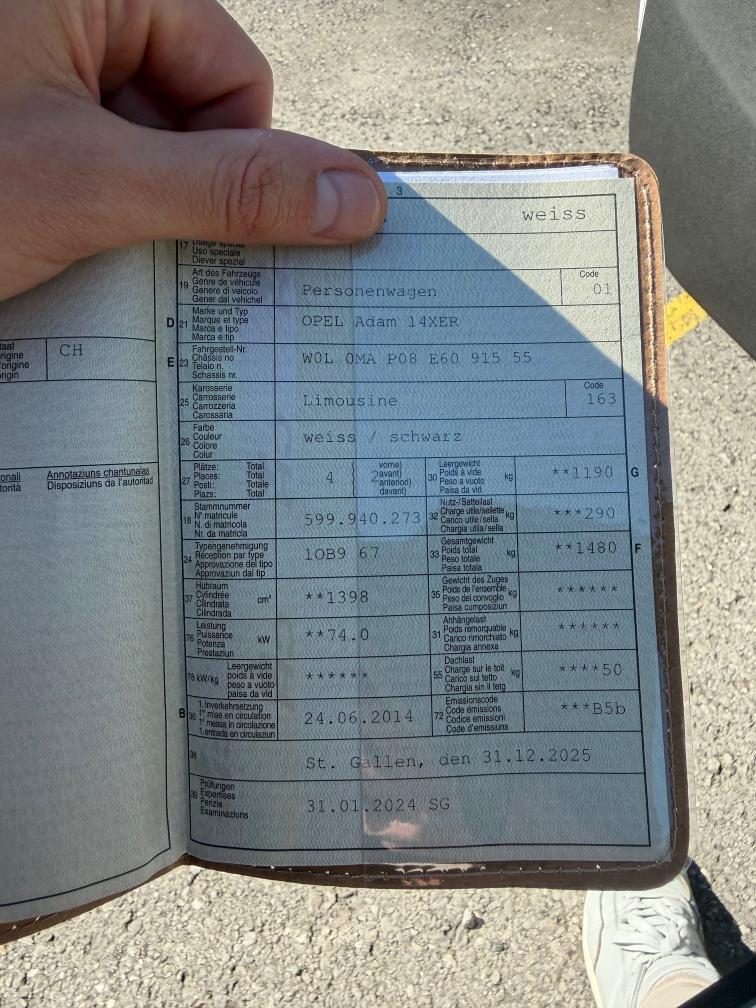 3
weiss
17 Usage spécial
Uso speciale
Diever spezial
19 Art des Fahrzeugs
Genre de véhicule
Genere di veicolo
Gener dal vehichel
Personenwagen
Code
01
D 21 Marke und Typ
Marque et type
Marca e tipo
Marca e tip
OPEL Adam 14XER
E 23 Fahrgestell-Nr.
Châssis no
Telaio n.
Schassis nr.
W0L 0MA P08 E60 915 55
25 Karosserie
Carrosserie
Carrozzeria
Carossaria
Limousine
Code
163
26 Farbe
Couleur
Colore
Colur
weiss / schwarz
27 Plätze: Total
Places: Total
Posti: Totale
Plazs: Total
4
2
vorne)
avant)
anteriori)
davant)
30 Leergewicht
Poids à vide
Peso a vuoto
Paisa da vid
kg
**1190
G
18 Stammnummer
N° matricule
N. di matricola
Nr. da matricla
599.940.273
32 Nutz-/Sattellast
Charge utile/sellette
Carico utile/sella
Chargia utila/sella
kg
***290
24 Typengenehmigung
Réception par type
Approvazione del tipo
Approvaziun dal tip
1OB9 67
33 Gesamtgewicht
Poids total
Peso totale
Paisa totala
kg
**1480
F
37 Hubraum
Cylindrée
Cilindrata
Cilindrada
cm³
**1398
35 Gewicht des Zuges
Poids de l'ensemble
Peso del convoglio
Paisa cumposiziun
kg
******
76 Leistung
Puissance
Potenza
Prestaziun
kW
**74.0
31 Anhängelast
Poids remorquable
Carico rimorchiato
Chargia annexa
kg
******
78 kW/kg
Leergewicht
poids à vide
peso a vuoto
paisa da vid
******
55 Dachlast
Charge sur le toit
Carico sul tetto
Chargia sin il tetg
kg
****50
B 36 1. Inverkehrsetzung
1re mise en circulation
1a messa in circolazione
1. entrada en circulaziun
24.06.2014
72 Emissionscode
Code émissions
Codice emissioni
Code d'emissiuns
***B5b
38
St. Gallen, den 31.12.2025
39 Prüfungen
Expertises
Perizie
Examinaziuns
31.01.2024 SG
CH
Annotaziuns chantunalas
Disposiziuns da l'autoritad